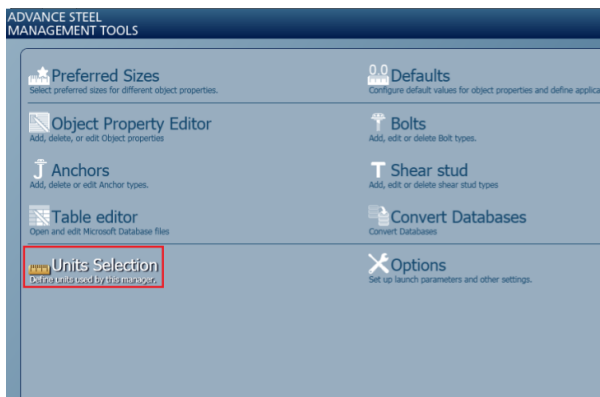 ADVANCE STEEL
MANAGEMENT TOOLS
Preferred Sizes
Select preferred sizes for different object properties.
0.0 Defaults
Configure default values for object properties and define applica
Object Property Editor
Add, delete, or edit Object properties
Bolts
Add, edit or delete Bolt types.
Anchors
Add, delete or edit Anchor types.
Shear stud
Add, edit or delete shear stud types
Table editor
Open and edit Microsoft Database files
Convert Databases
Convert Databases
Units Selection
Define units used by this manager.
Options
Set up launch parameters and other settings.